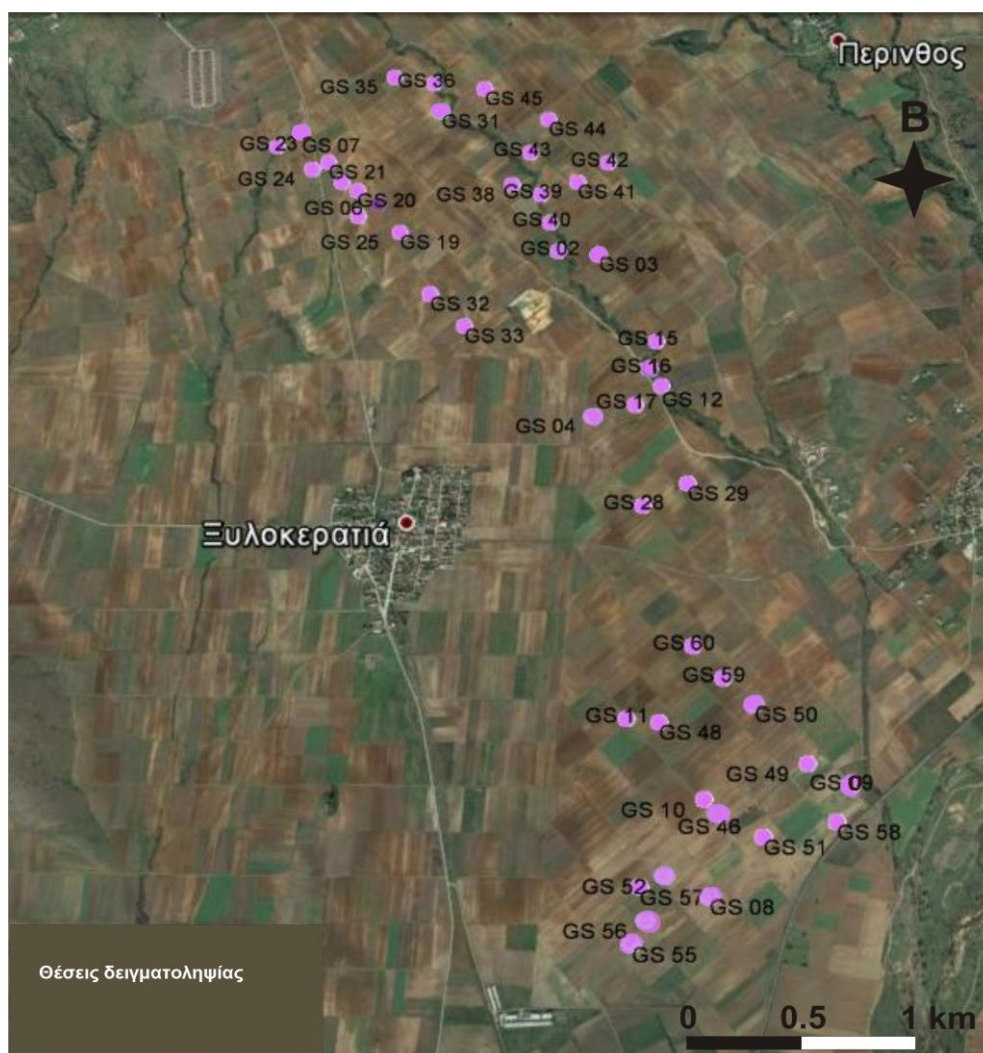 Περινθος
B
GS 35
GS 36
GS 45
GS 31
GS 44
GS 23
GS 07
GS 43
GS 42
GS 24
GS 21
GS 38
GS 39
GS 41
GS 06
GS 20
GS 25
GS 19
GS 40
GS 02
GS 03
GS 32
GS 33
GS 15
GS 16
GS 17
GS 12
GS 04
GS 29
GS 28
Ξυλοκερατιά
GS 60
GS 59
GS 50
GS 11
GS 48
GS 49
GS 09
GS 10
GS 46
GS 58
GS 51
GS 52
GS 57
GS 08
GS 56
GS 55
Θέσεις δειγματοληψίας
0 0.5 1 km